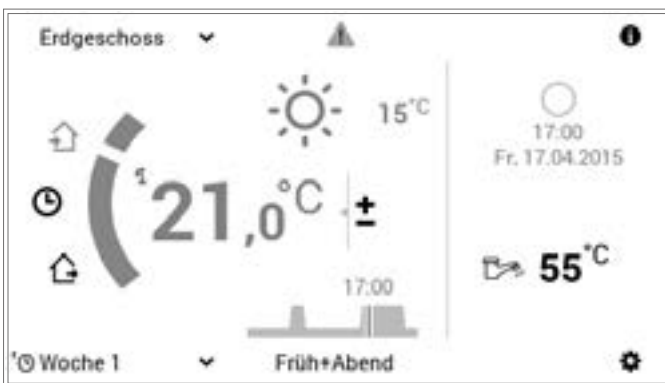 Erdgeschoss
15°C
17:00
Fr. 17.04.2015
21,0°C
±
55°C
17:00
Woche 1
Früh+Abend